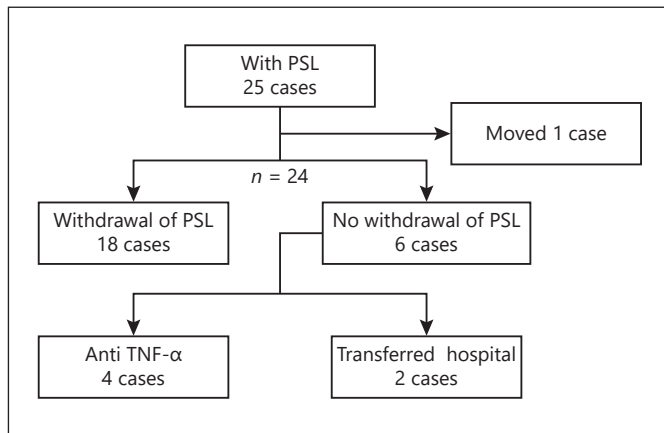 With PSL
25 cases
Moved 1 case
n = 24
Withdrawal of PSL
18 cases
No withdrawal of PSL
6 cases
Anti TNF-α
4 cases
Transferred hospital
2 cases